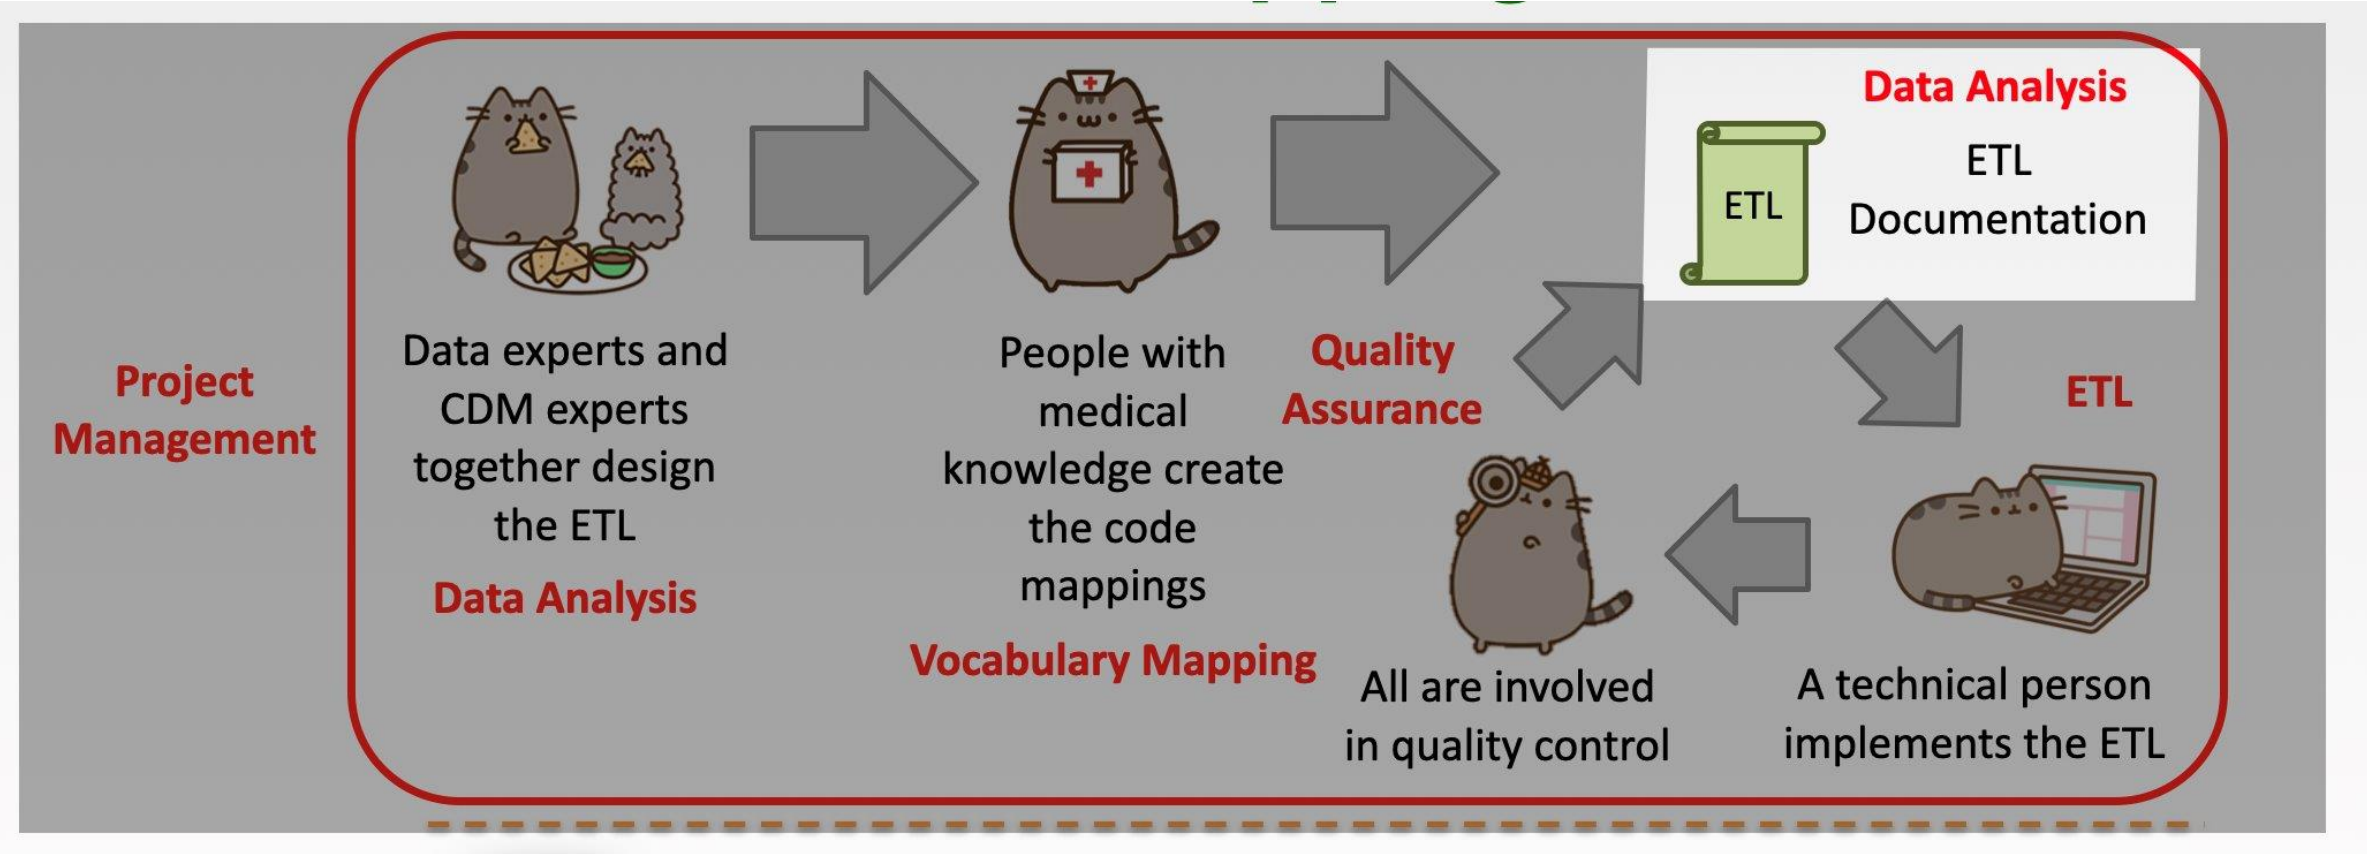 Project
Management
Data experts and
CDM experts
together design
the ETL
Data Analysis
People with
medical
knowledge create
the code
mappings
Vocabulary Mapping
Quality
Assurance
ETL
Data Analysis
ETL
Documentation
ETL
A technical person
implements the ETL
All are involved
in quality control